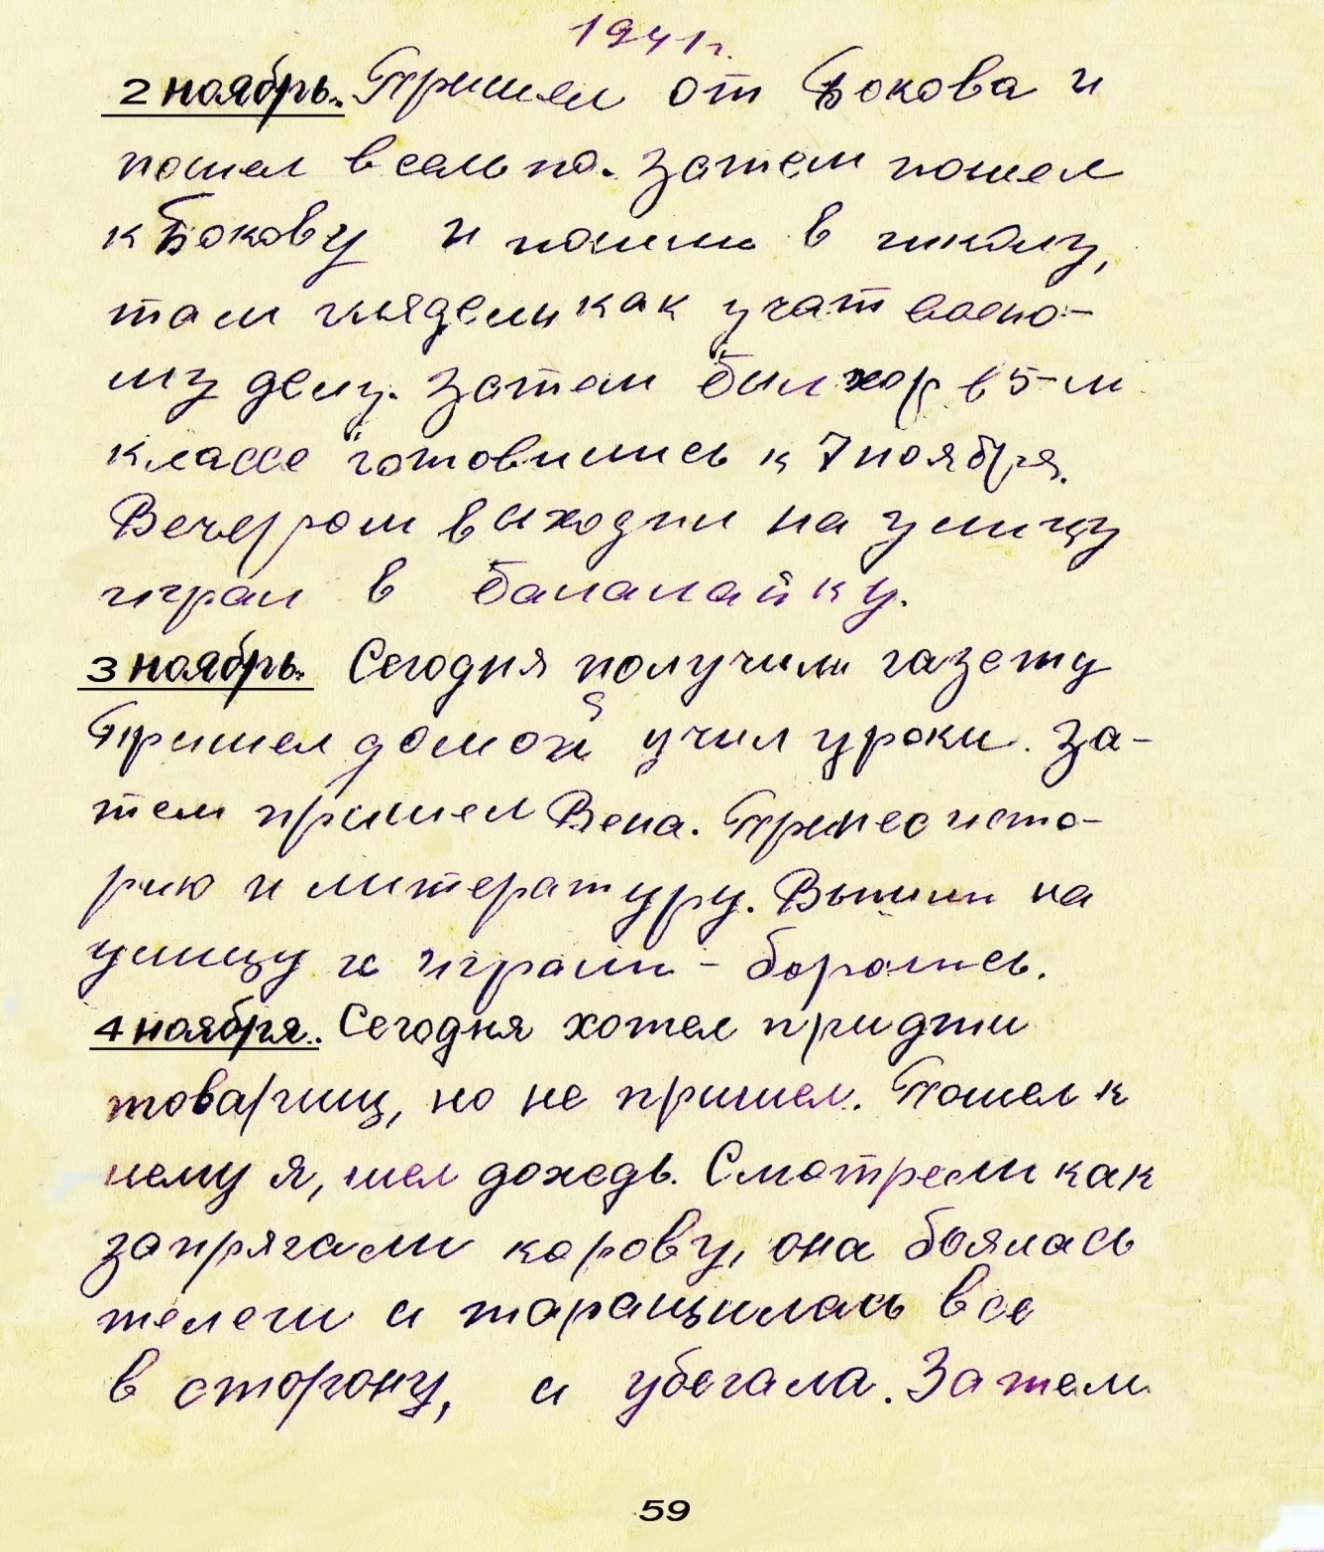 1941 г.
2 ноябрь. Пришел от Бокова и
пошел в сельпо. Затем пошел
к Бокову и пошли в школу,
там глядели как учат воено-
му делу. Затем был хор в 5-м
классе готовились к 7 ноября.
Вечером выходил на улицу
играл в балалайку.
3 ноябрь. Сегодня получили газету
Пришел домой учил уроки. За-
тем пришел Вена. Принес исто-
рию и литературу. Вышли на
улицу и играли - боролись.
4 ноября. Сегодня хотел придти
товарищ, но не пришел. Пошел к
нему я, шел дождь. Смотрели как
запрягали корову, она боялась
телеги и таращилась все
в сторону, и убегала. Затем
59